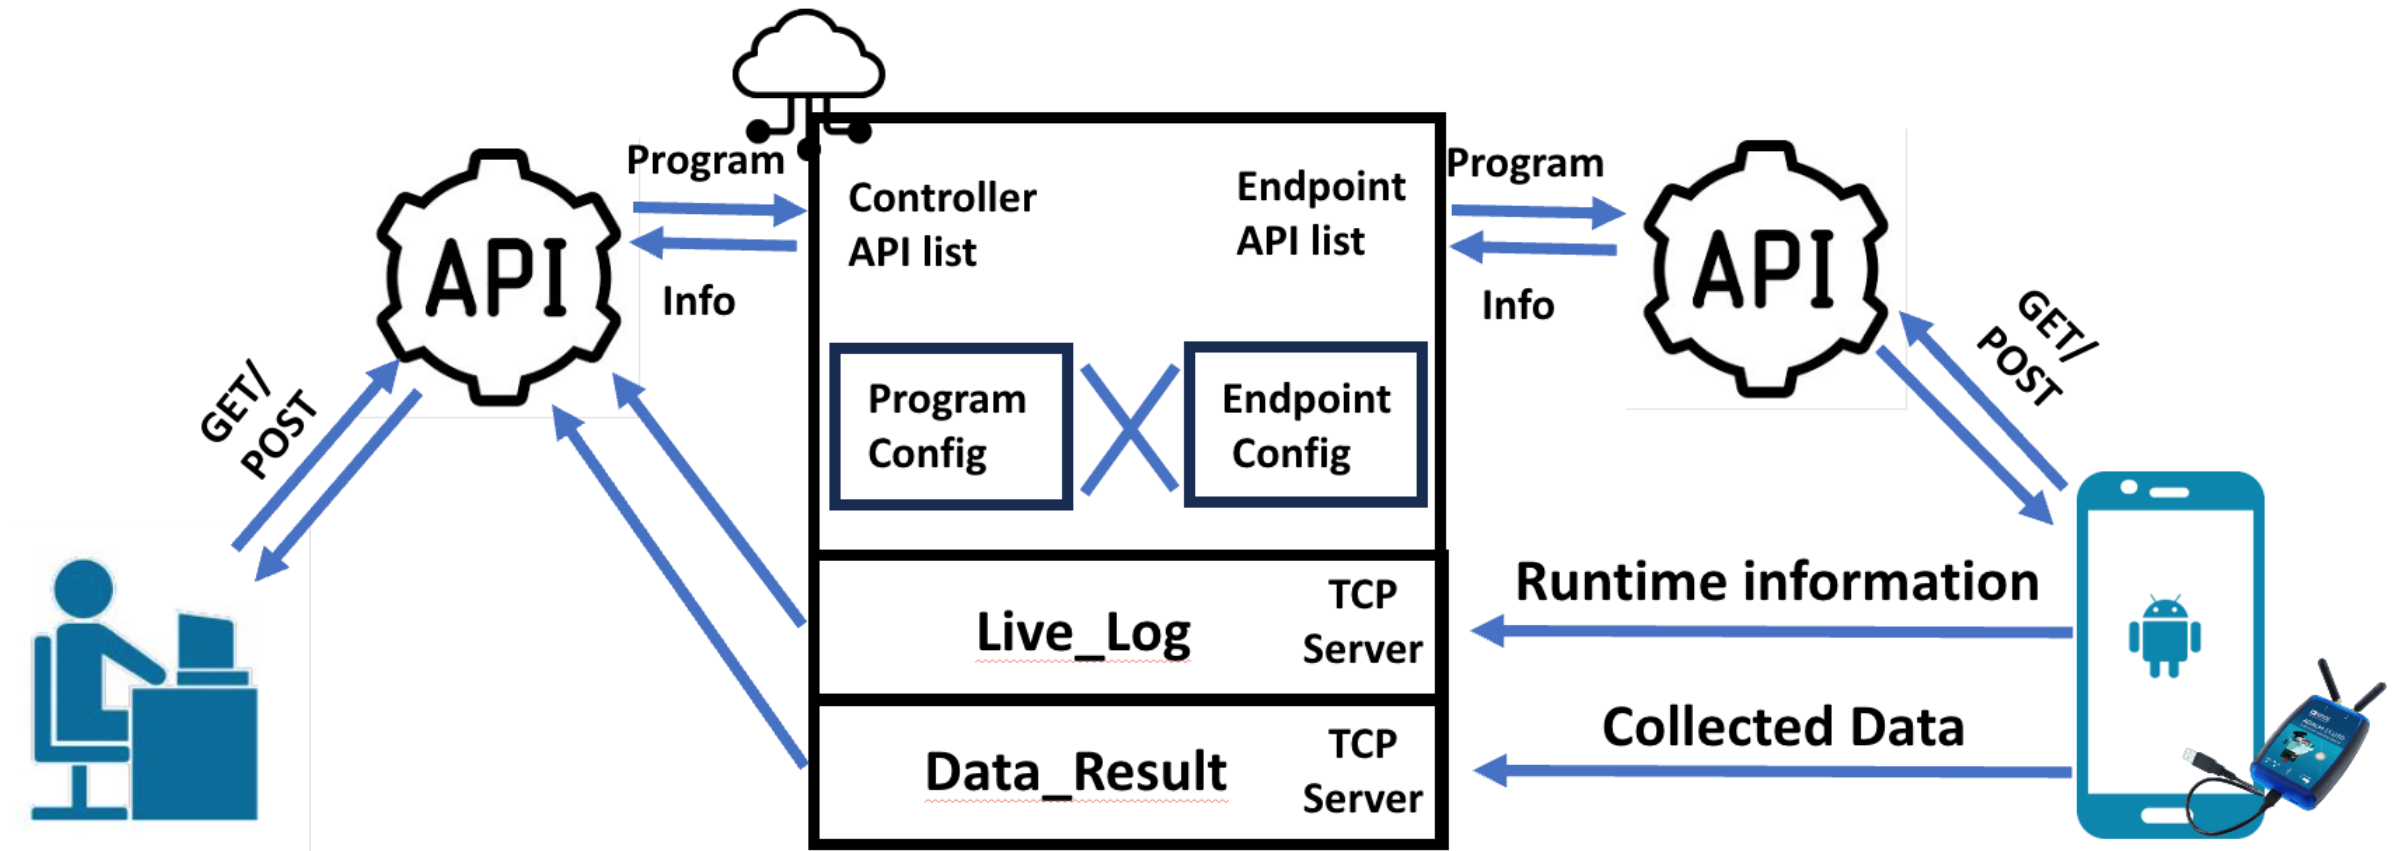 Program
Controller
API list
Endpoint
API list
Program
API
API
Info
Info
GET/
POST
GET/
POST
Program
Config
Endpoint
Config
Live_Log
TCP
Server
Runtime information
Data_Result
TCP
Server
Collected Data